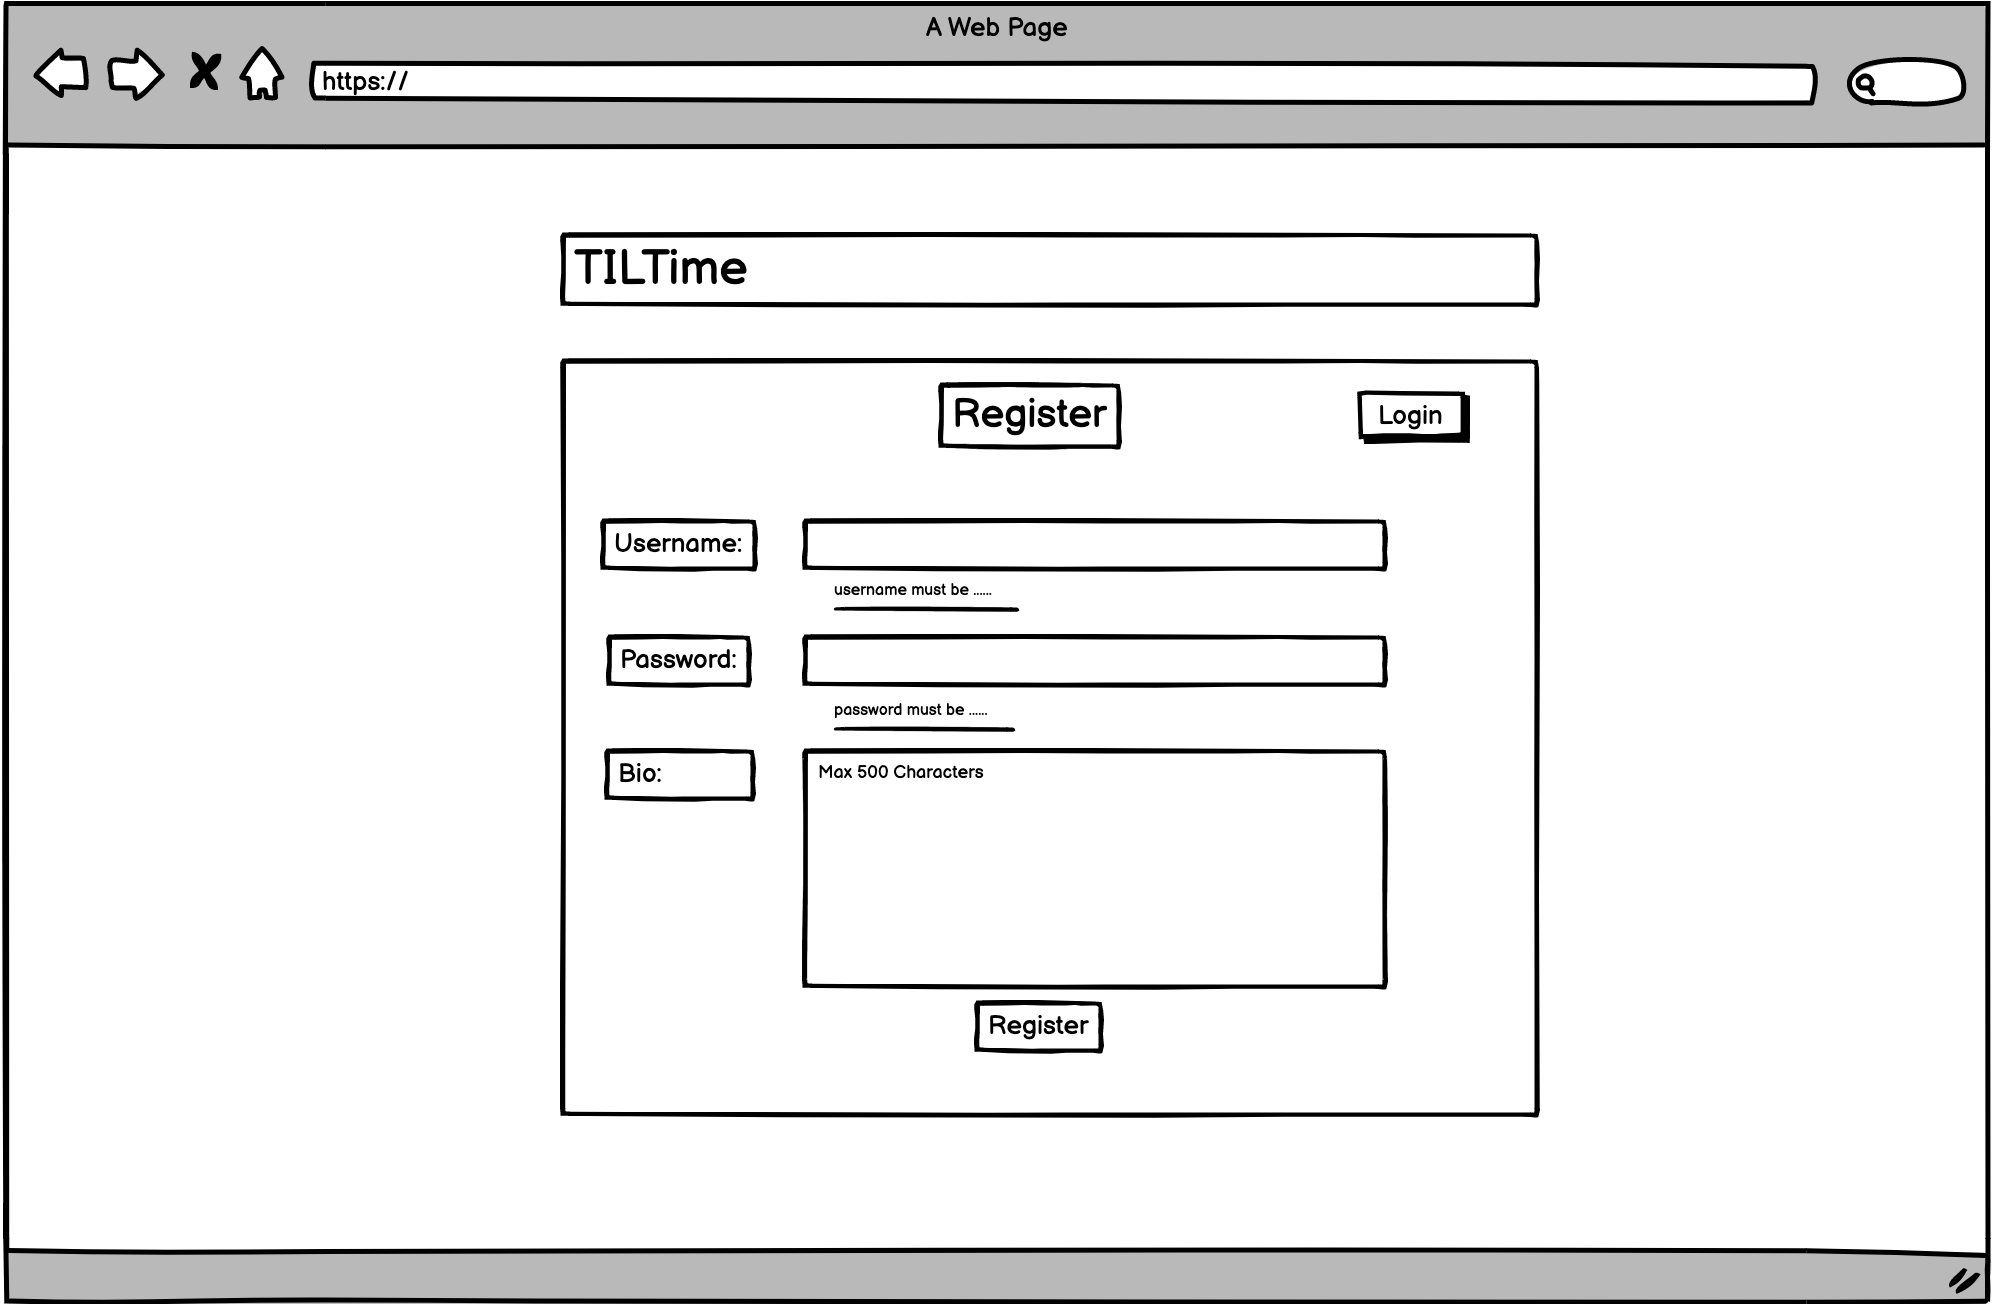 A Web Page
https://
TILTime
Register
Login
Username:
username must be ......
Password:
password must be ......
Bio:
Max 500 Characters
Register